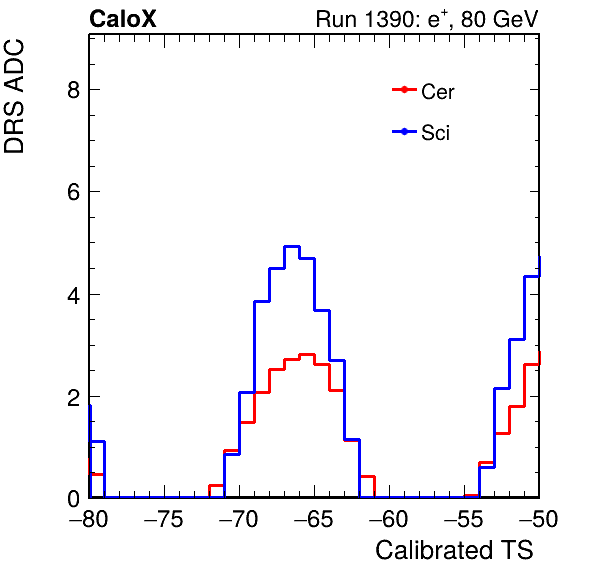 CaloX Run 1390: e⁺, 80 GeV
DRS ADC
8
6
4
2
0
Cer
Sci
−80 −75 −70 −65 −60 −55 −50
Calibrated TS